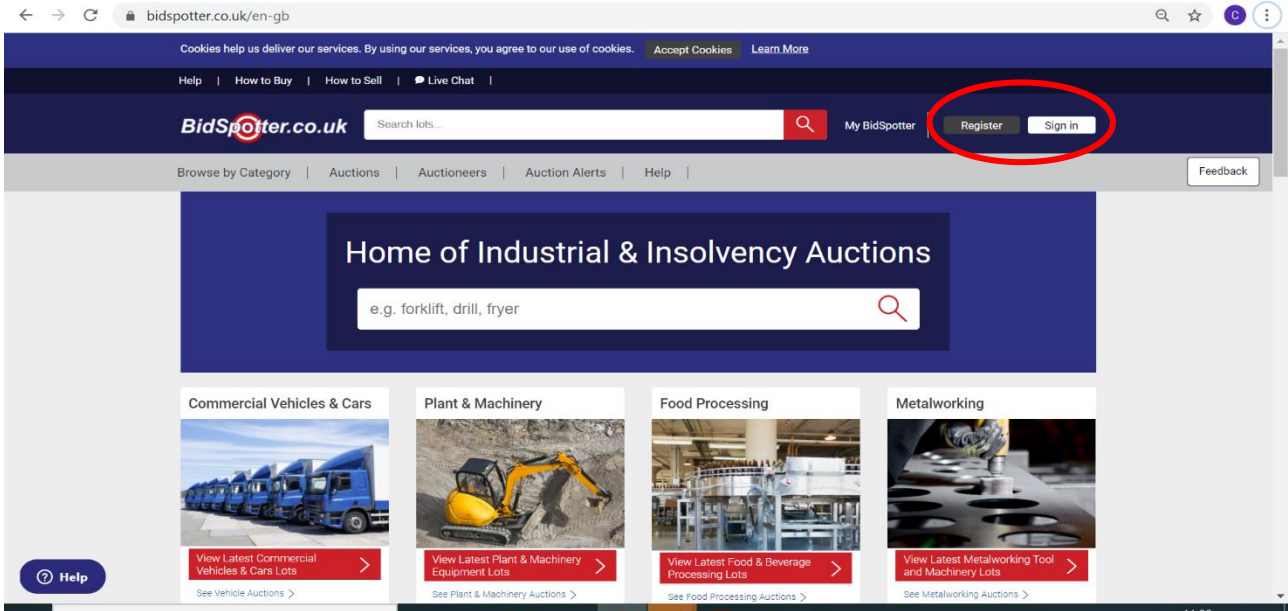 bidspotter.co.uk/en-gb
C
Cookies help us deliver our services. By using our services, you agree to our use of cookies. Accept Cookies Learn More
Help | How to Buy | How to Sell | Live Chat |
BidSpotter.co.uk Search lots... My BidSpotter | Register Sign in
Browse by Category | Auctions | Auctioneers | Auction Alerts | Help | Feedback
Home of Industrial & Insolvency Auctions
e.g. forklift, drill, fryer
Commercial Vehicles & Cars Plant & Machinery Food Processing Metalworking
View Latest Commercial
Vehicles & Cars Lots
View Latest Plant & Machinery
Equipment Lots
View Latest Food & Beverage
Processing Lots
View Latest Metalworking Tool
and Machinery Lots
See Vehicle Auctions > See Plant & Machinery Auctions > See Food Processing Auctions > See Metalworking Auctions >
? Help